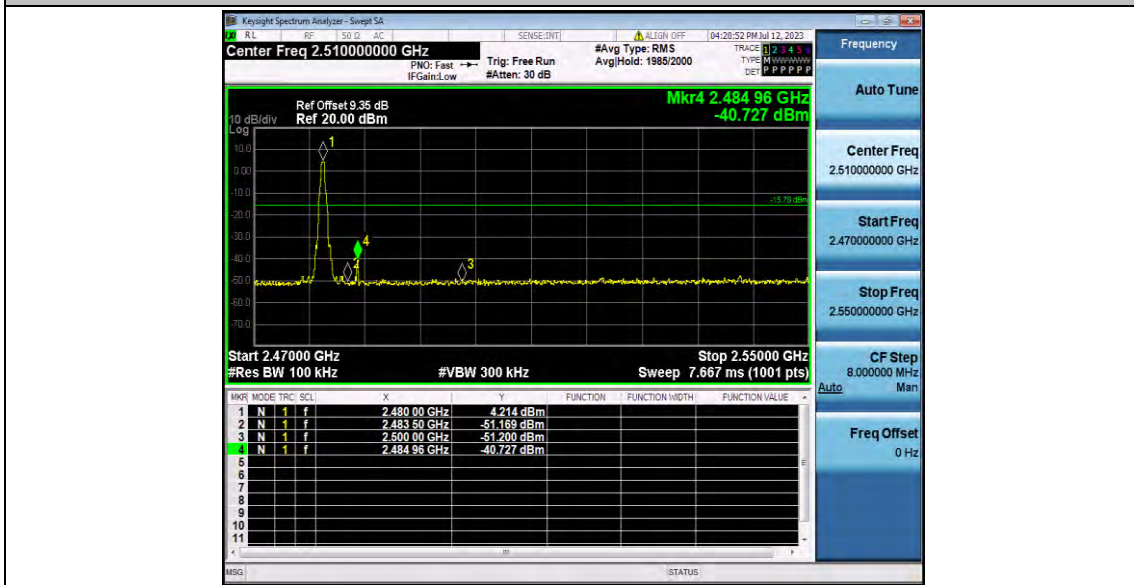 Keysight Spectrum Analyzer - Swept SA
RL RF 50 Ω AC SENSE:INT ALIGN OFF 04:20:52 PM Jul 12, 2023
Center Freq 2.510000000 GHz
PNO: Fast
IFGain:Low
Trig: Free Run
#Atten: 30 dB
#Avg Type: RMS
Avg|Hold: 1985/2000
TRACE 1 2 3 4 5 6
TYPE M W W W W W
DET P P P P P P
Ref Offset 9.35 dB
Ref 20.00 dBm
10 dB/div
Log
Mkr4 2.484 96 GHz
-40.727 dBm
10.0
0.00
-10.0
-20.0
-30.0
-40.0
-50.0
-60.0
-70.0
1
4
3
-15.79 dBm
Start 2.47000 GHz Stop 2.55000 GHz
#Res BW 100 kHz #VBW 300 kHz Sweep 7.667 ms (1001 pts)
MKR MODE TRC SCL X Y FUNCTION FUNCTION WIDTH FUNCTION VALUE
1 N 1 f 2.480 00 GHz 4.214 dBm
2 N 1 f 2.483 50 GHz -51.169 dBm
3 N 1 f 2.500 00 GHz -51.200 dBm
4 N 1 f 2.484 96 GHz -40.727 dBm
5
6
7
8
9
10
11
MSG STATUS
Frequency
Auto Tune
Center Freq
2.510000000 GHz
Start Freq
2.470000000 GHz
Stop Freq
2.550000000 GHz
CF Step
8.000000 MHz
Auto Man
Freq Offset
0 Hz